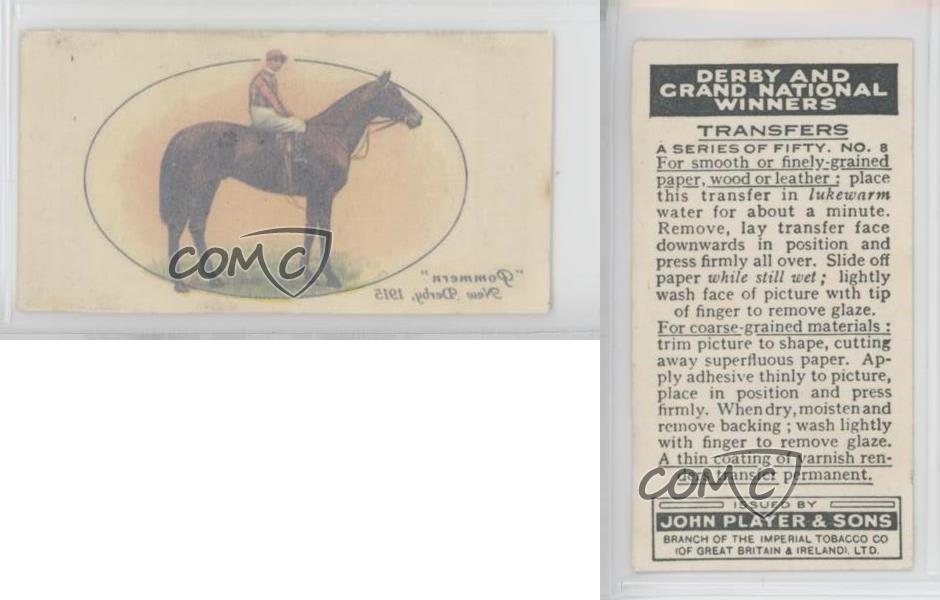 "Pommern"
New Derby, 1915
COMC
DERBY AND
GRAND NATIONAL
WINNERS
TRANSFERS
A SERIES OF FIFTY. NO. 8
For smooth or finely-grained
paper, wood or leather : place
this transfer in lukewarm
water for about a minute.
Remove, lay transfer face
downwards in position and
press firmly all over. Slide off
paper while still wet ; lightly
wash face of picture with tip
of finger to remove glaze.
For coarse-grained materials :
trim picture to shape, cutting
away superfluous paper. Ap-
ply adhesive thinly to picture,
place in position and press
firmly. When dry, moisten and
remove backing ; wash lightly
with finger to remove glaze.
A thin coating of varnish ren-
ders transfer permanent.
COMC
ISSUED BY
JOHN PLAYER & SONS
BRANCH OF THE IMPERIAL TOBACCO CO
(OF GREAT BRITAIN & IRELAND), LTD.